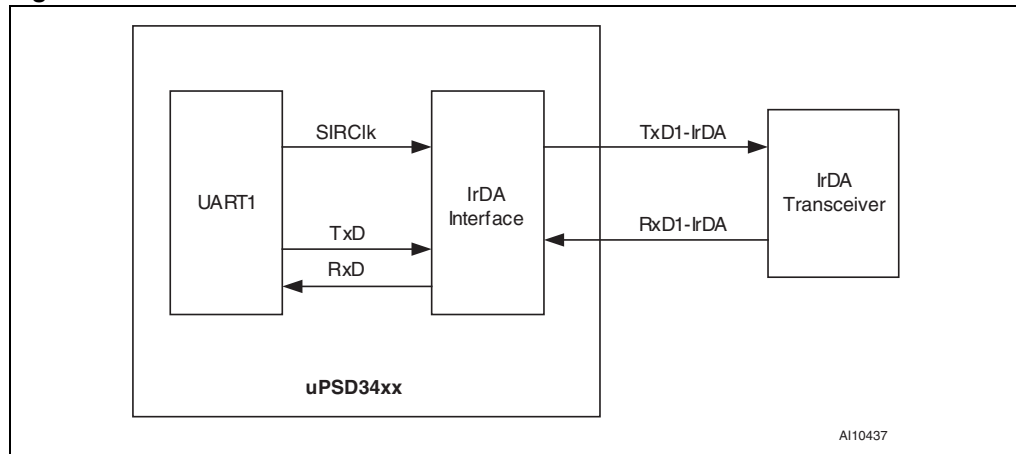 SIRClk
TxD1-IrDA
UART1
IrDA
Interface
IrDA
Transceiver
TxD
RxD1-IrDA
RxD
uPSD34xx
AI10437